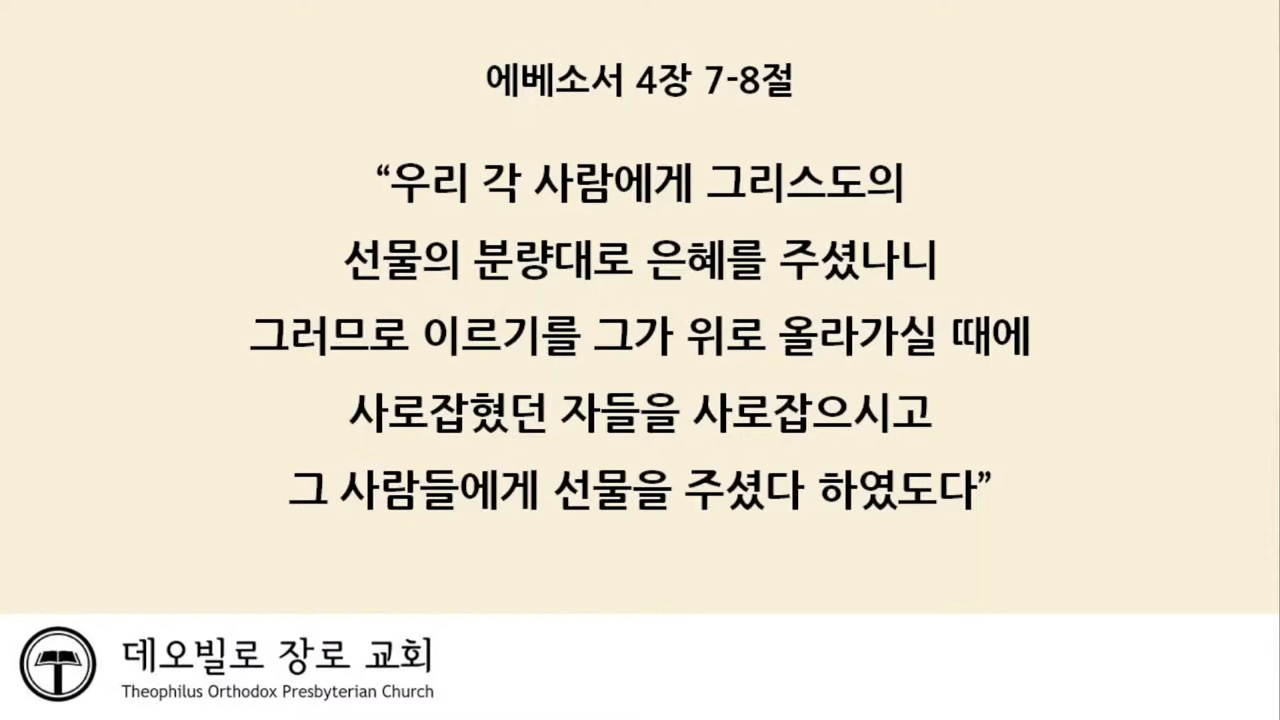 에베소서 4장 7-8절
“우리 각 사람에게 그리스도의
선물의 분량대로 은혜를 주셨나니
그러므로 이르기를 그가 위로 올라가실 때에
사로잡혔던 자들을 사로잡으시고
그 사람들에게 선물을 주셨다 하였도다”
데오빌로 장로 교회
Theophilus Orthodox Presbyterian Church